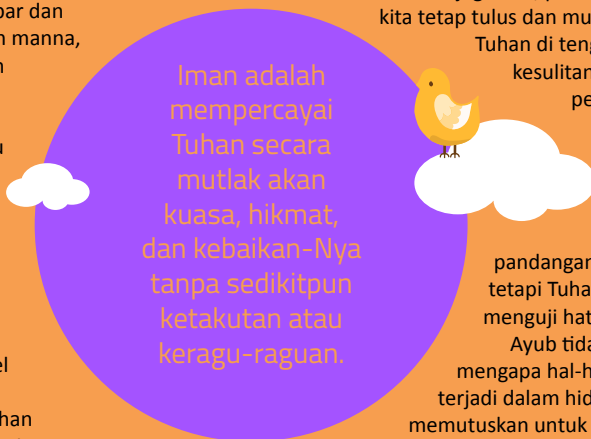 bar dan
manna,
Iman adalah
mempercayai
Tuhan secara
mutlak akan
kuasa, hikmat,
dan kebaikan-Nya
tanpa sedikitpun
ketakutan atau
keragu-raguan.
kita tetap tulus dan mu
Tuhan di teng
kesulitan
pe
pandangan
tetapi Tuha
menguji hat
Ayub tida
mengapa hal-h
terjadi dalam hid
memutuskan untuk